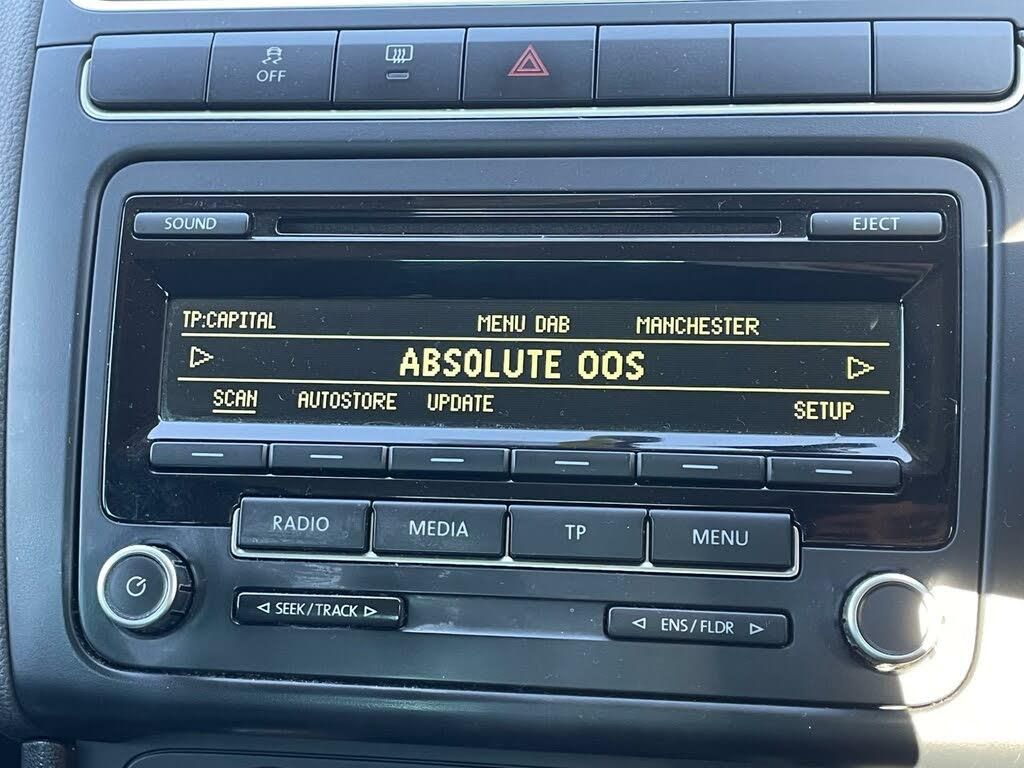 OFF
SOUND EJECT
TP:CAPITAL MENU DAB MANCHESTER
ABSOLUTE 00S
SCAN AUTOSTORE UPDATE SETUP
RADIO MEDIA TP MENU
SEEK/TRACK ENS/FLDR